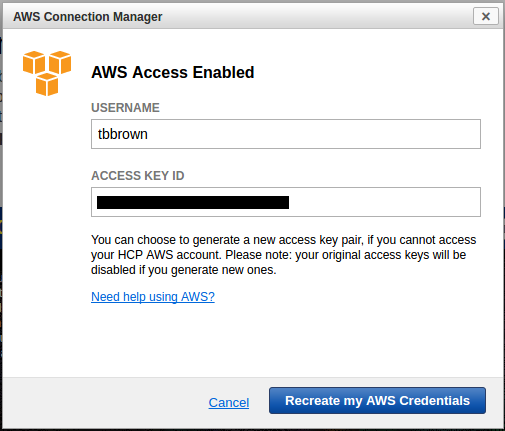 AWS Connection Manager
AWS Access Enabled
USERNAME
tbbrown
ACCESS KEY ID
You can choose to generate a new access key pair, if you cannot access
your HCP AWS account. Please note: your original access keys will be
disabled if you generate new ones.
Need help using AWS?
Cancel
Recreate my AWS Credentials